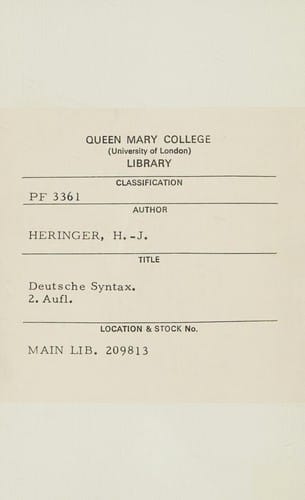 QUEEN MARY COLLEGE
(University of London)
LIBRARY
CLASSIFICATION
PF 3361
AUTHOR
HERINGER, H.-J.
TITLE
Deutsche Syntax.
2. Aufl.
LOCATION & STOCK No.
MAIN LIB. 209813